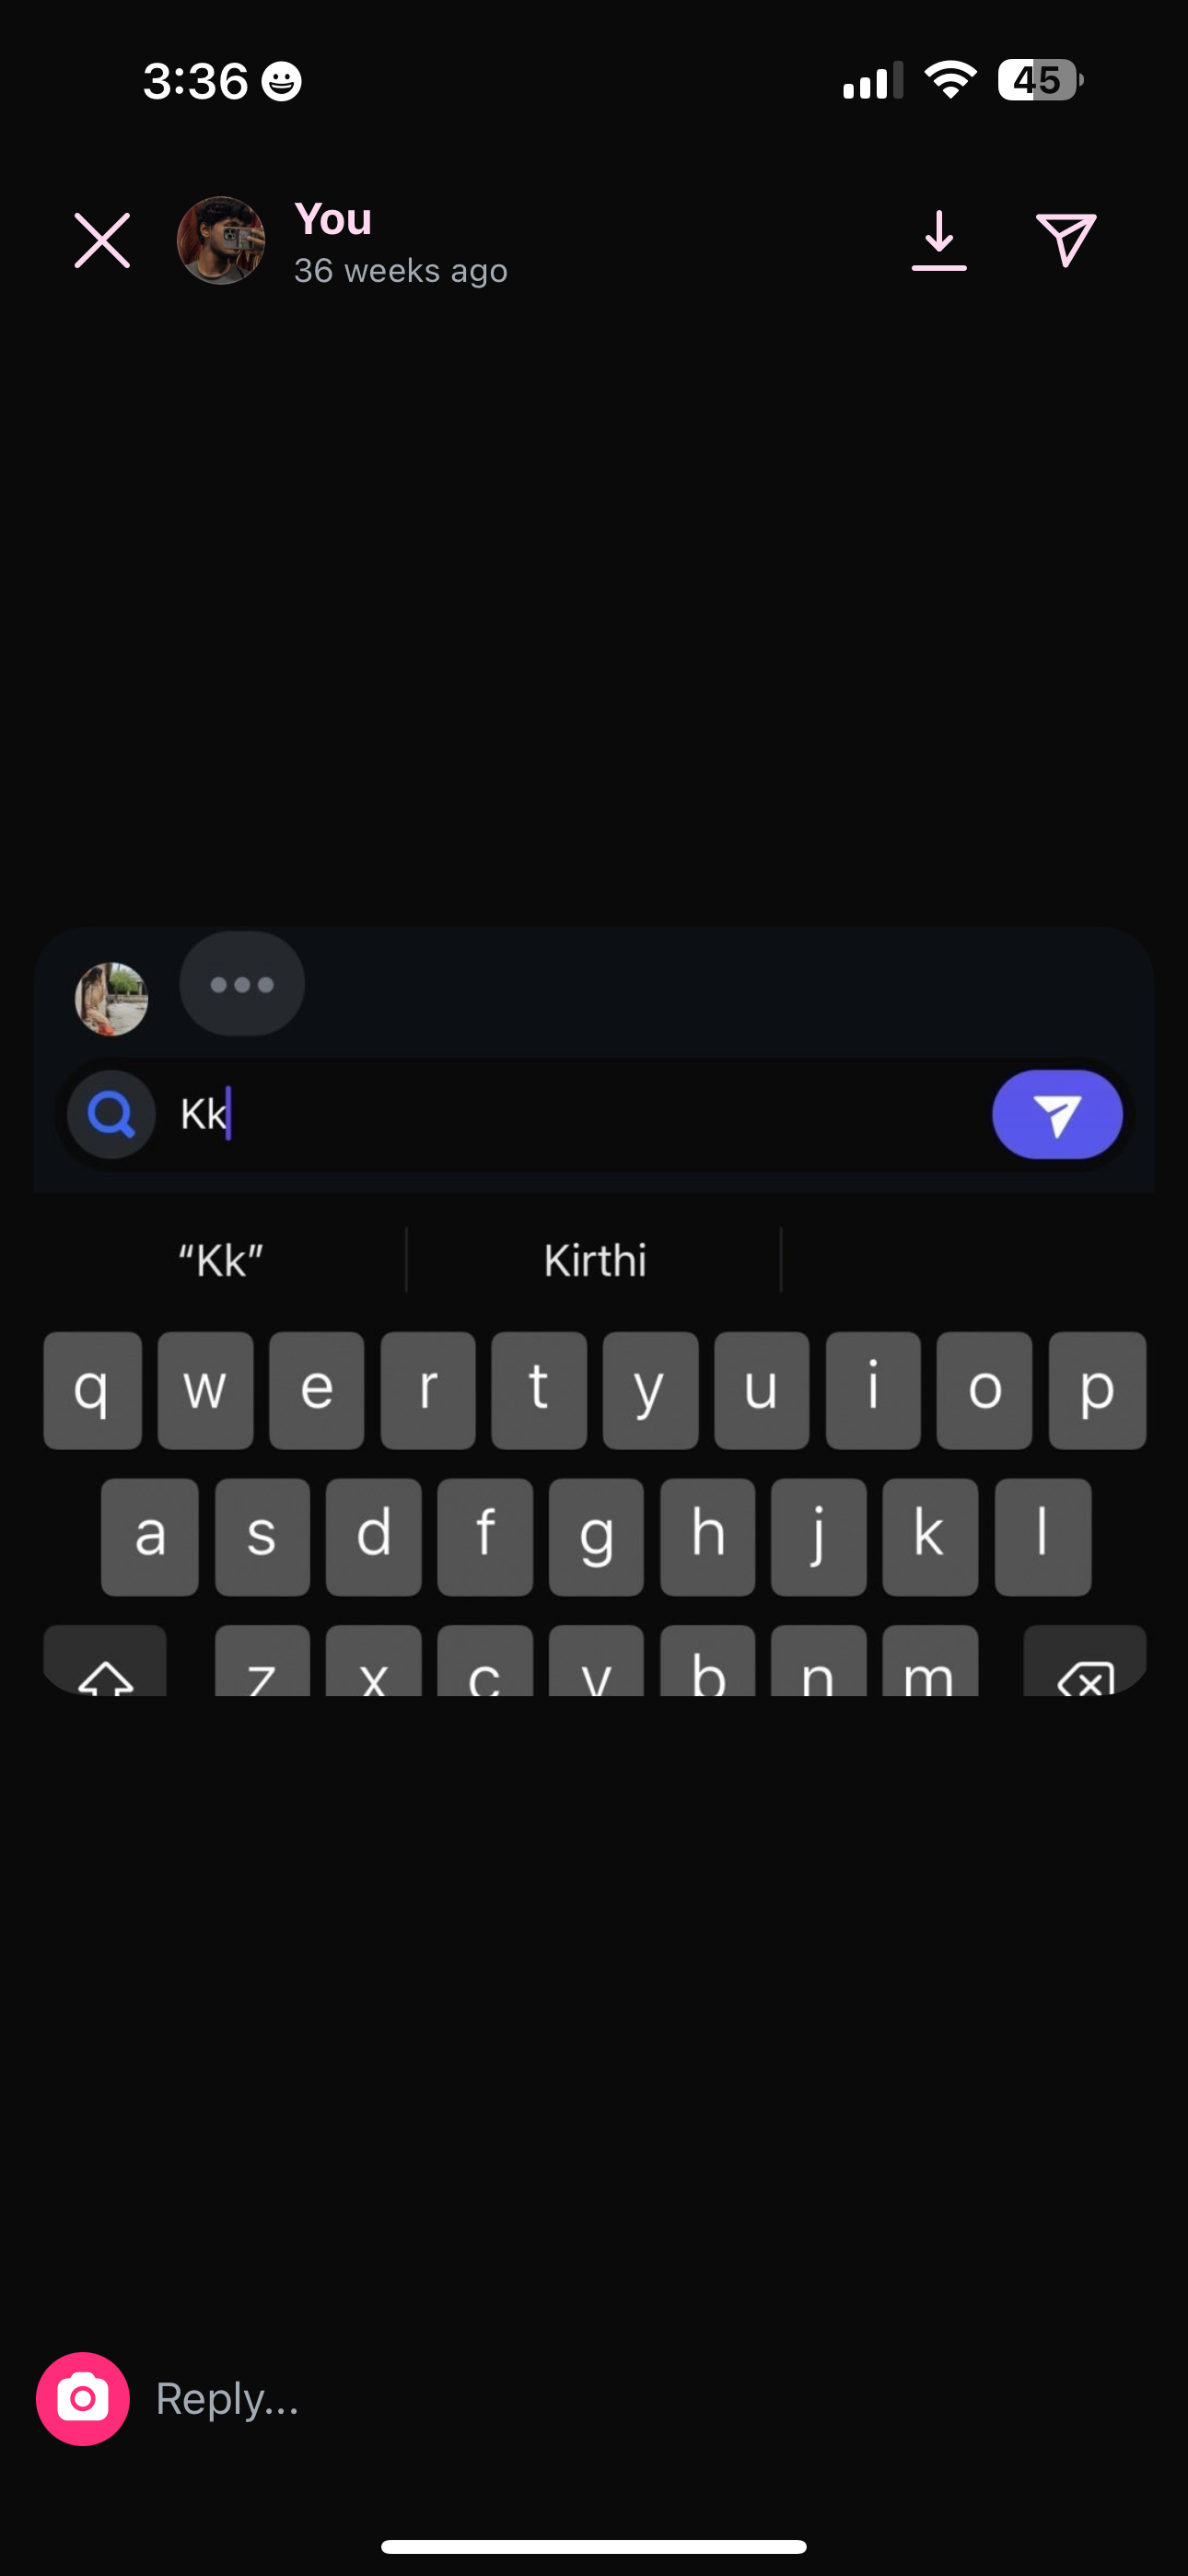 3:36
45
You
36 weeks ago
Kk
“Kk” Kirthi
q w e r t y u i o p
a s d f g h j k l
z x c v b n m
Reply...